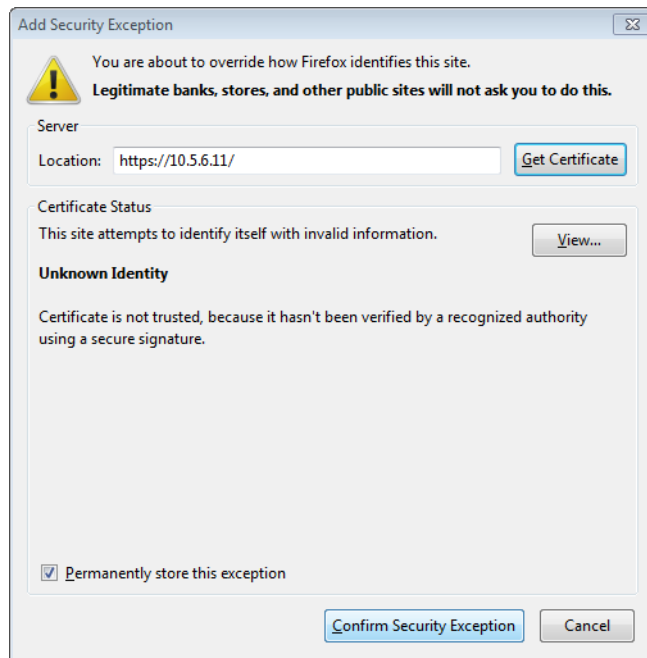 Add Security Exception
You are about to override how Firefox identifies this site.
Legitimate banks, stores, and other public sites will not ask you to do this.
Server
Location: https://10.5.6.11/ Get Certificate
Certificate Status
This site attempts to identify itself with invalid information. View...
Unknown Identity
Certificate is not trusted, because it hasn't been verified by a recognized authority
using a secure signature.
Permanently store this exception
Confirm Security Exception Cancel